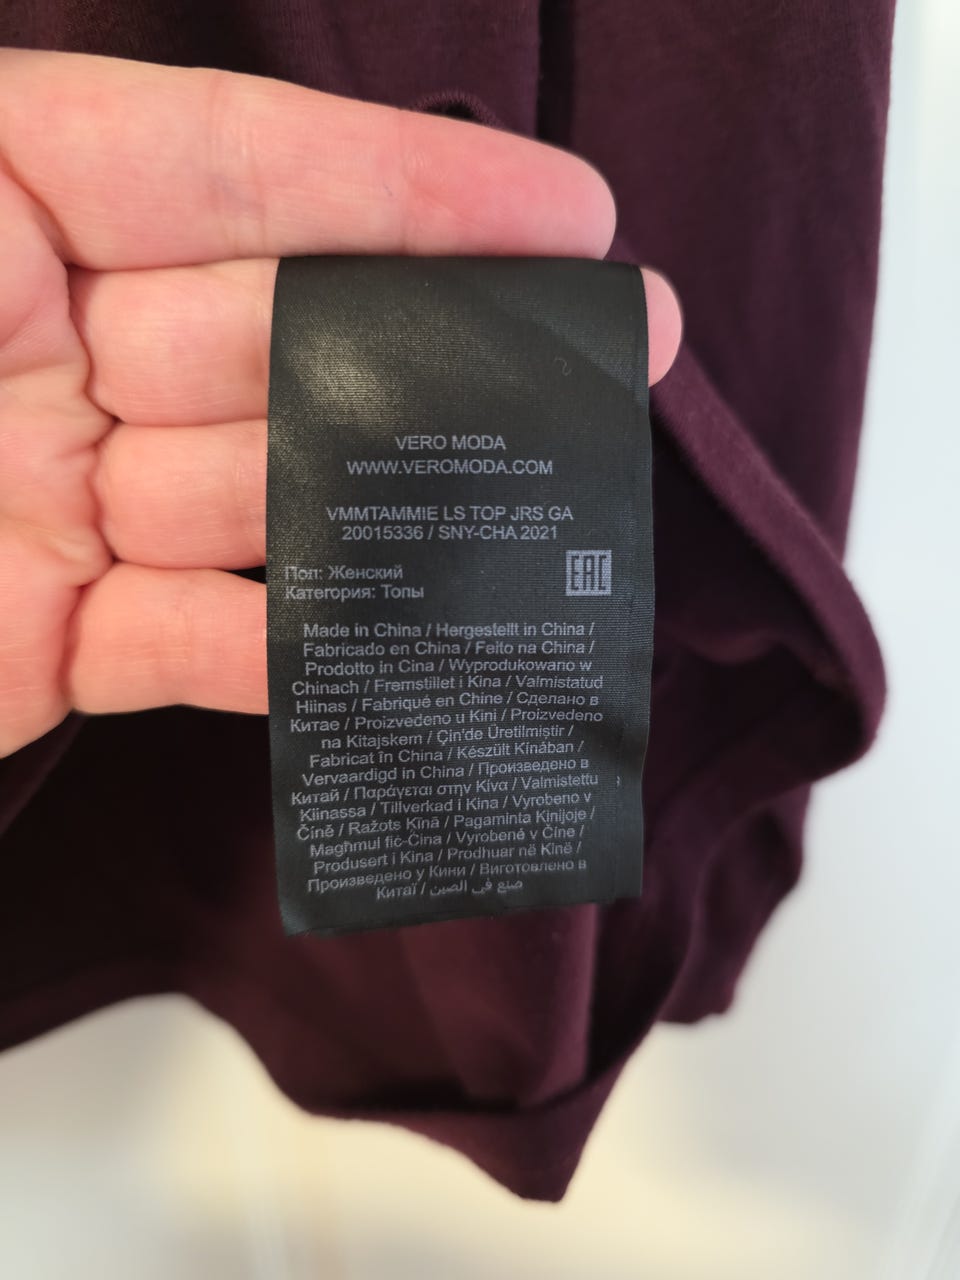 VERO MODA
WWW.VEROMODA.COM
VMMTAMMIE LS TOP JRS GA
20015336 / SNY-CHA 2021
Пол: Женский
Категория: Топы
EAC
Made in China / Hergestellt in China /
Fabricado en China / Feito na China /
Prodotto in Cina / Wyprodukowano w
Chinach / Fremstillet i Kina / Valmistatud
Hiinas / Fabriqué en Chine / Сделано в
Китае / Proizvedeno u Kini / Proizvedeno
na Kitajskem / Çin'de Üretilmiştir /
Fabricat în China / Készült Kínában /
Vervaardigd in China / Произведено в
Китай / Παράγεται στην Κίνα / Valmistettu
Kiinassa / Tillverkad i Kina / Vyrobeno v
Číně / Ražots Ķīnā / Pagaminta Kinijoje /
Magħmul fiċ-Ċina / Vyrobené v Číne /
Produsert i Kina / Prodhuar në Kinë /
Произведено у Кини / Виготовлено в
Китаї / صنع في الصين